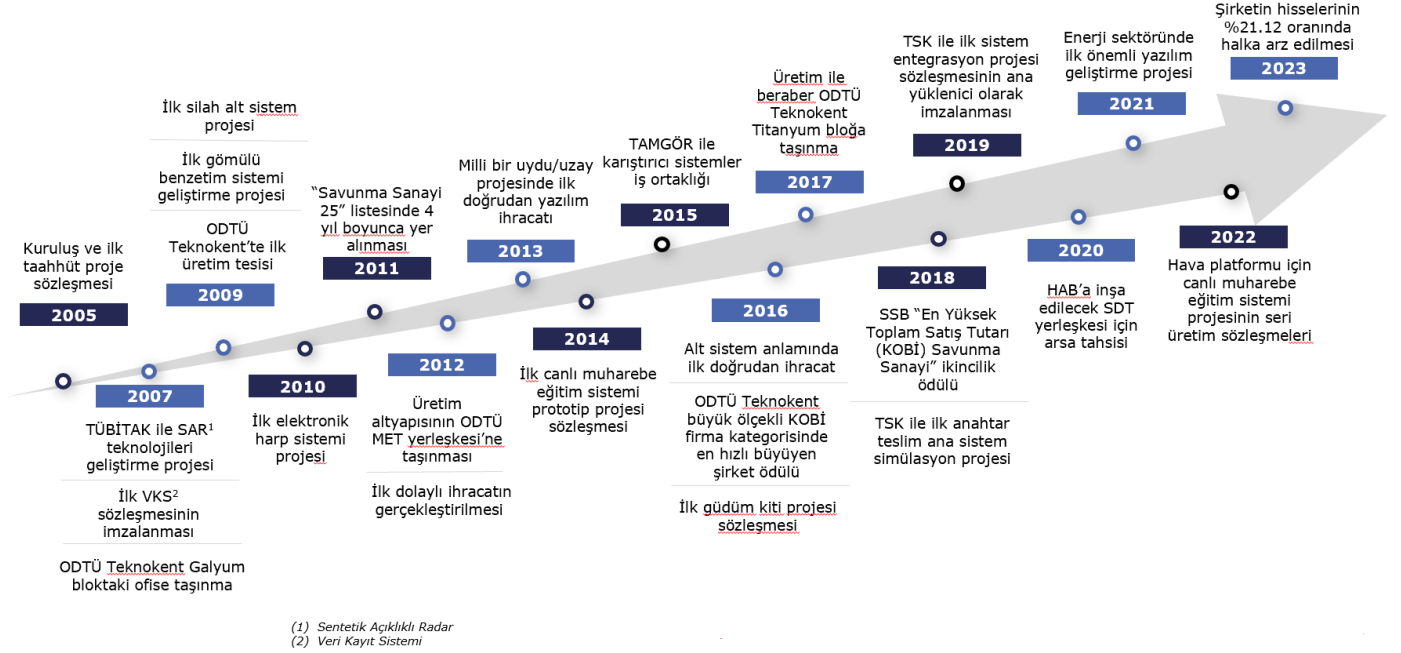 Kuruluş ve ilk
taahhüt proje
sözleşmesi
2005
2007
TÜBİTAK ile SAR¹
teknolojileri
geliştirme projesi
İlk VKS²
sözleşmesinin
imzalanması
ODTÜ Teknokent Galyum
bloktaki ofise taşınma
İlk silah alt sistem
projesi
İlk gömülü
benzetim sistemi
geliştirme projesi
ODTÜ
Teknokent’te ilk
üretim tesisi
2009
2010
İlk elektronik
harp sistemi
projesi
“Savunma Sanayi
25” listesinde 4
yıl boyunca yer
alınması
2011
2012
Üretim
altyapısının ODTÜ
MET yerleşkesi’ne
taşınması
İlk dolaylı ihracatın
gerçekleştirilmesi
Milli bir uydu/uzay
projesinde ilk
doğrudan yazılım
ihracatı
2013
2014
İlk canlı muharebe
eğitim sistemi
prototip projesi
sözleşmesi
TAMGÖR ile
karıştırıcı sistemler
iş ortaklığı
2015
2016
Alt sistem anlamında
ilk doğrudan ihracat
ODTÜ Teknokent
büyük ölçekli KOBİ
firma kategorisinde
en hızlı büyüyen
şirket ödülü
İlk güdüm kiti projesi
sözleşmesi
Üretim ile
beraber ODTÜ
Teknokent
Titanyum bloğa
taşınma
2017
2018
SSB “En Yüksek
Toplam Satış Tutarı
(KOBİ) Savunma
Sanayi” ikincilik
ödülü
TSK ile ilk anahtar
teslim ana sistem
simülasyon projesi
TSK ile ilk sistem
entegrasyon projesi
sözleşmesinin ana
yüklenici olarak
imzalanması
2019
2020
HAB’a inşa
edilecek SDT
yerleşkesi için
arsa tahsisi
Enerji sektöründe
ilk önemli yazılım
geliştirme projesi
2021
2022
Hava platformu için
canlı muharebe
eğitim sistemi
projesinin seri
üretim sözleşmeleri
Şirketin hisselerinin
%21.12 oranında
halka arz edilmesi
2023
(1) Sentetik Açıklıklı Radar
(2) Veri Kayıt Sistemi